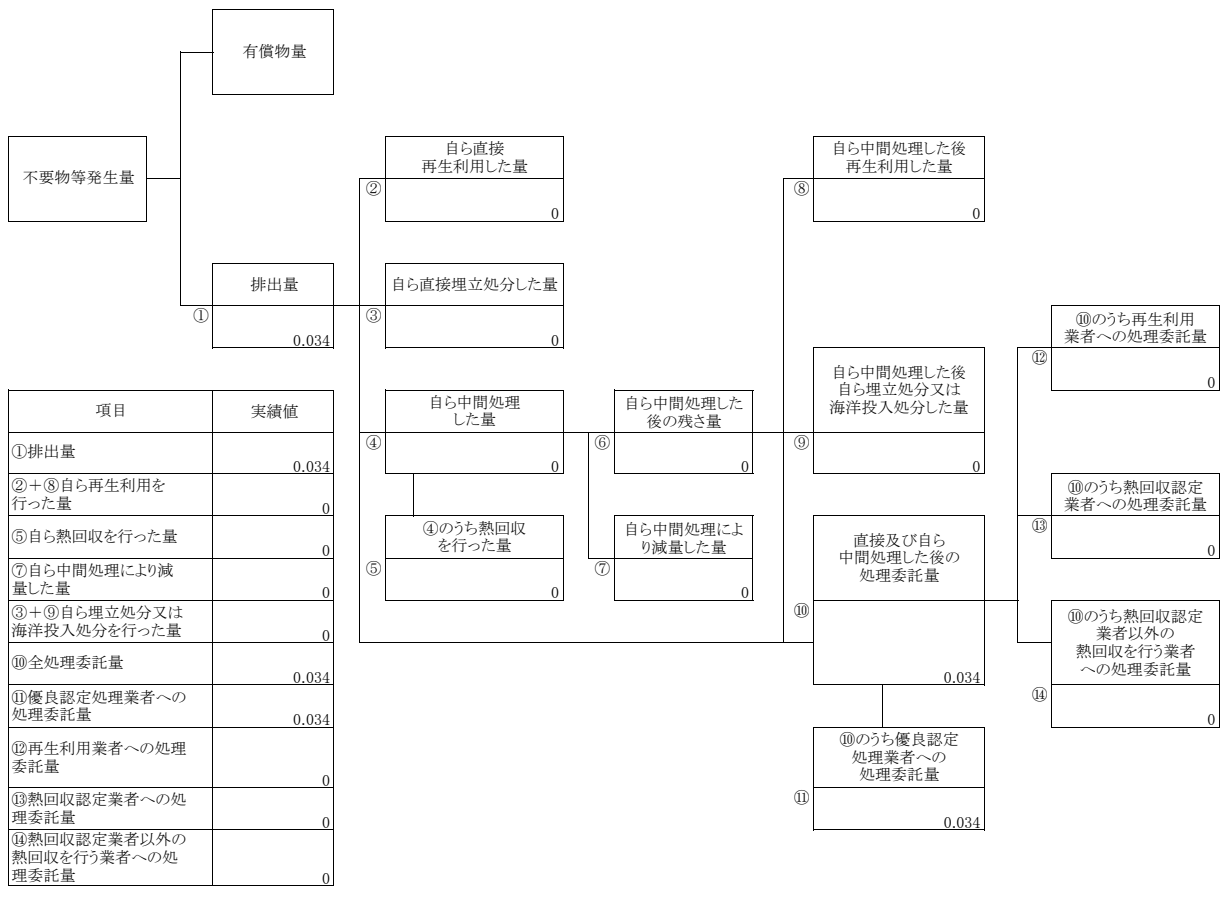 有償物量
不要物等発生量
自ら直接
再生利用した量
②
0
自ら中間処理した後
再生利用した量
⑧
0
排出量
①
0.034
自ら直接埋立処分した量
③
0
⑩のうち再生利用
業者への処理委託量
⑫
0
自ら中間処理
した量
④
0
自ら中間処理した
後の残さ量
⑥
0
自ら中間処理した後
自ら埋立処分又は
海洋投入処分した量
⑨
0
⑩のうち熱回収認定
業者への処理委託量
⑬
0
④のうち熱回収
を行った量
⑤
0
自ら中間処理によ
り減量した量
⑦
0
直接及び自ら
中間処理した後の
処理委託量
⑩
0.034
⑩のうち熱回収認定
業者以外の
熱回収を行う業者
への処理委託量
⑭
0
⑩のうち優良認定
処理業者への
処理委託量
⑪
0.034
項目 実績値
①排出量
0.034
②＋⑧自ら再生利用を
行った量
0
⑤自ら熱回収を行った量
0
⑦自ら中間処理により減
量した量
0
③＋⑨自ら埋立処分又は
海洋投入処分を行った量
0
⑩全処理委託量
0.034
⑪優良認定処理業者への
処理委託量
0.034
⑫再生利用業者への処理
委託量
0
⑬熱回収認定業者への処
理委託量
0
⑭熱回収認定業者以外の
熱回収を行う業者への処
理委託量
0